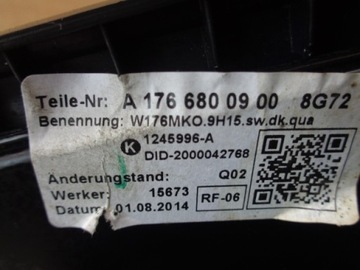 Teile-Nr: A 176 680 09 00 8G72
Benennung: W176MKO.9H15.sw.dk.qua
K 1245996-A
DID-2000042768
Änderungstand: Q02
Werker: 15673 RF-06
Datum: 01.08.2014